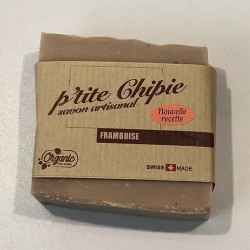 p'tite Chipie
savon artisanal
Nouvelle
recette
FRAMBOISE
Organic
SWISS MADE